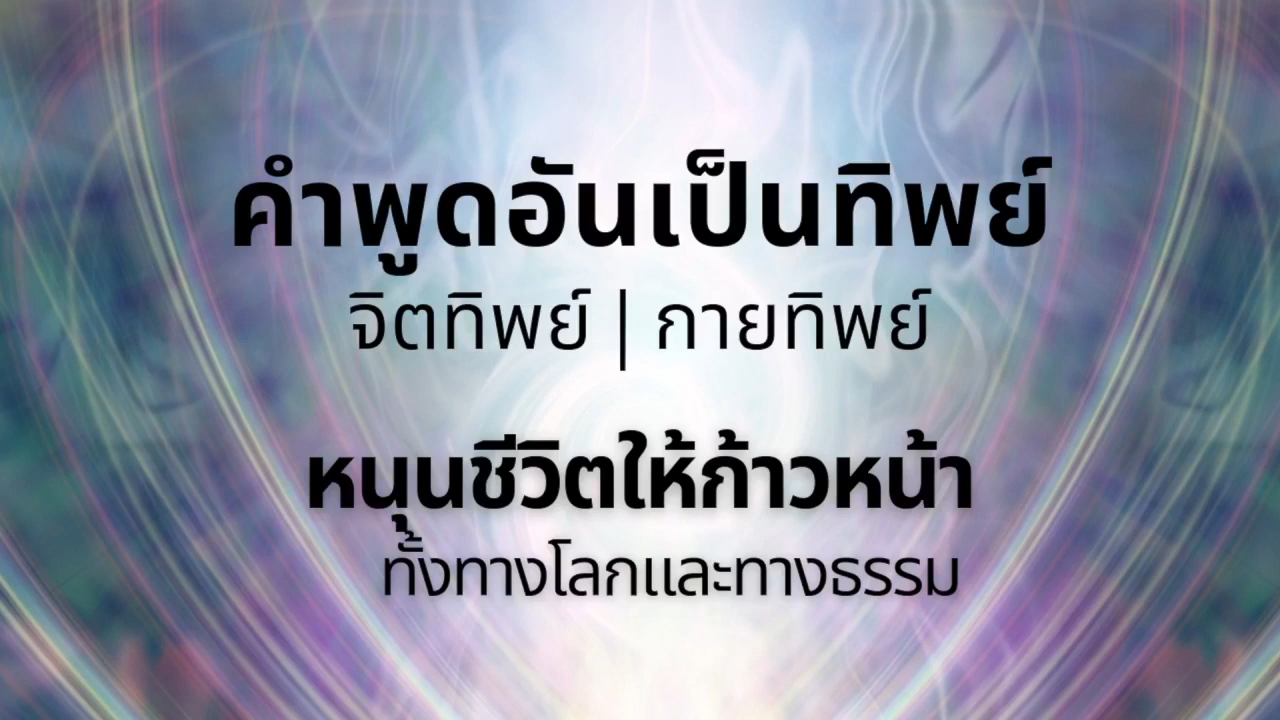 คำพูดอันเป็นทิพย์
จิตทิพย์ | กายทิพย์
หนุนชีวิตให้ก้าวหน้า
ทั้งทางโลกและทางธรรม